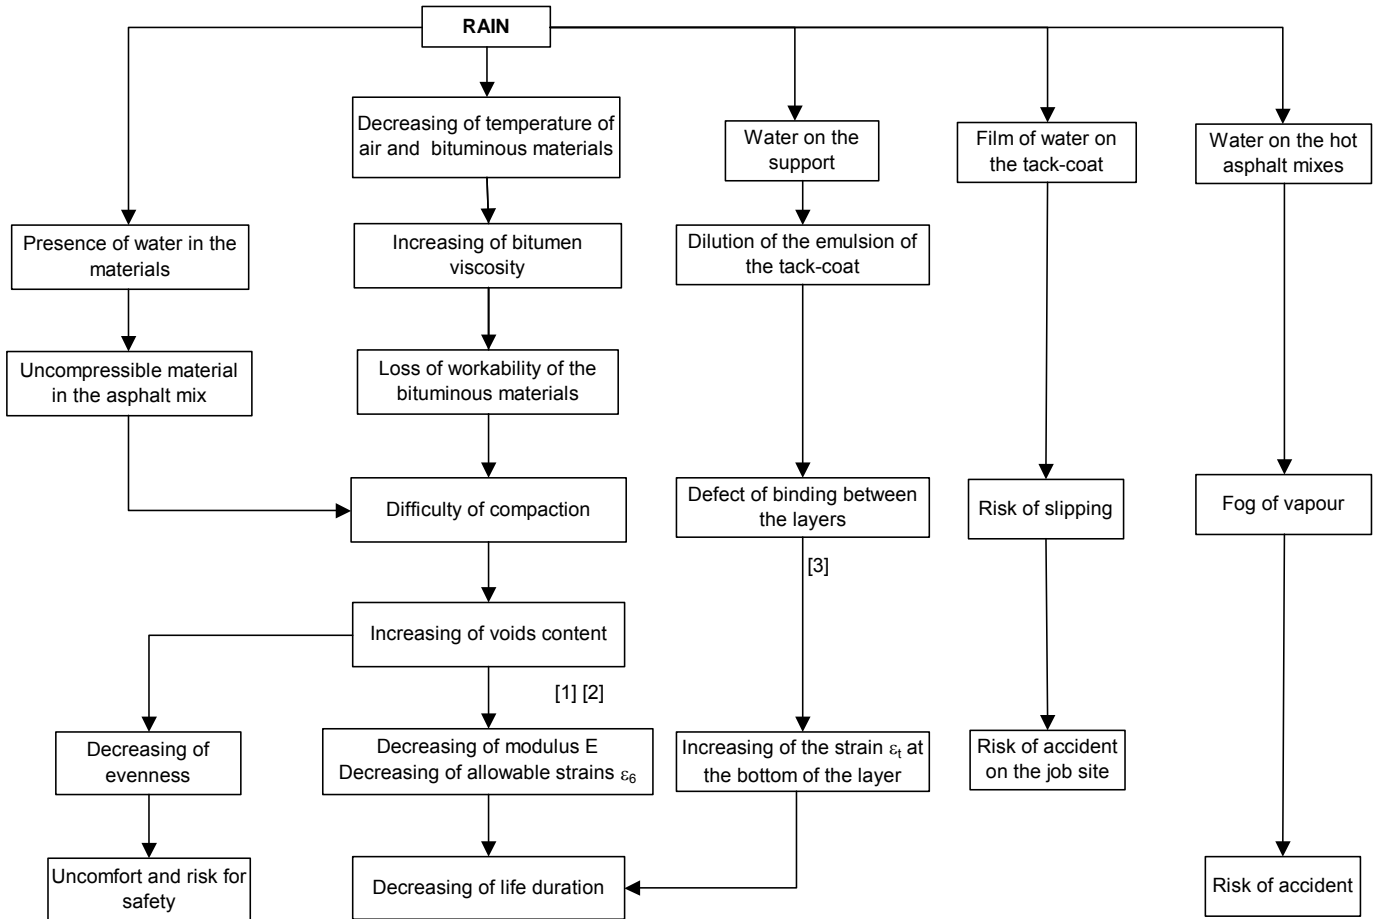 RAIN
Decreasing of temperature of
air and bituminous materials
Water on the
support
Film of water on
the tack-coat
Water on the hot
asphalt mixes
Presence of water in the
materials
Increasing of bitumen
viscosity
Dilution of the emulsion of
the tack-coat
Uncompressible material
in the asphalt mix
Loss of workability of the
bituminous materials
Difficulty of compaction
Defect of binding between
the layers
Risk of slipping
Fog of vapour
[3]
Increasing of voids content
[1] [2]
Decreasing of
evenness
Decreasing of modulus E
Decreasing of allowable strains ε6
Increasing of the strain εt at
the bottom of the layer
Risk of accident
on the job site
Uncomfort and risk for
safety
Decreasing of life duration
Risk of accident